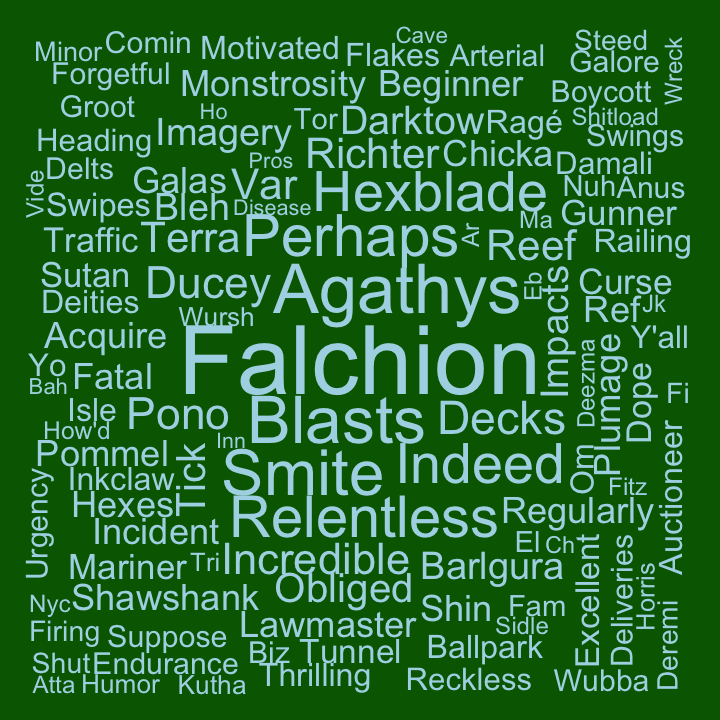 Cave
Minor
Comin
Motivated
Flakes
Arterial
Steed
Galore
Wreck
Forgetful
Monstrosity
Beginner
Boycott
Groot
Ho
Tor
Darktow
Ragé
Shitload
Swings
Heading
Imagery
Pros
Richter
Chicka
Damali
Vide
Delts
Galas
Var
Hexblade
Nuh
Anus
Swipes
Bleh
Disease
Ma
Gunner
Traffic
Terra
Perhaps
Ar
Reef
Railing
Sutan
Ducey
Agathys
Eb
Impacts
Curse
Deities
Wursh
Ref
Jk
Acquire
Falchion
Y'all
Yo
Bah
Fatal
Deezma
Plumage
Dope
Fi
Isle
Pono
Blasts
Decks
How'd
Inn
Pommel
Tick
Smite
Indeed
Om
Auctioneer
Inkclaw
Fitz
Urgency
Hexes
Relentless
Regularly
Incident
El
Ch
Mariner
Tri
Incredible
Barlgura
Excellent
Deliveries
Horris
Nyc
Shawshank
Obliged
Shin
Fam
Deremi
Firing
Suppose
Lawmaster
Sidle
Shut
Endurance
Biz
Tunnel
Ballpark
Atta
Humor
Kutha
Thrilling
Reckless
Wubba